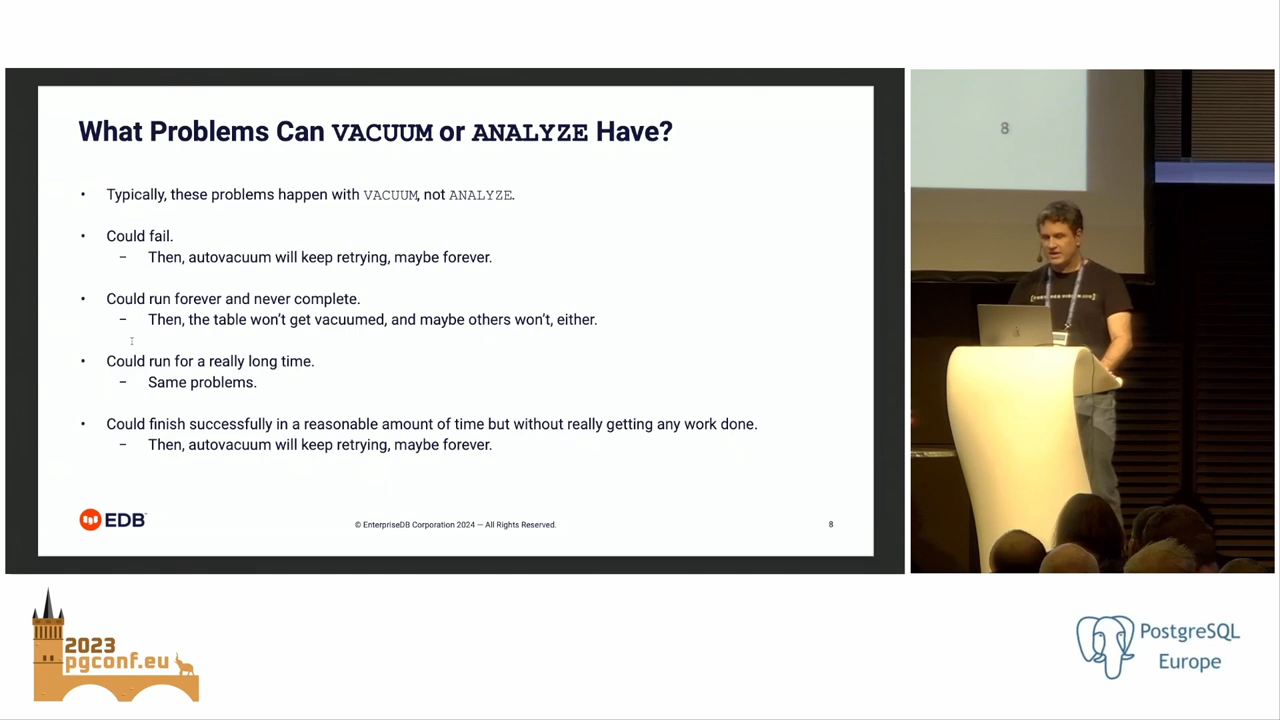 What Problems Can VACUUM or ANALYZE Have?
• Typically, these problems happen with VACUUM, not ANALYZE.
• Could fail.
– Then, autovacuum will keep retrying, maybe forever.
• Could run forever and never complete.
– Then, the table won't get vacuumed, and maybe others won't, either.
• Could run for a really long time.
– Same problems.
• Could finish successfully in a reasonable amount of time but without really getting any work done.
– Then, autovacuum will keep retrying, maybe forever.
EDB
© EnterpriseDB Corporation 2024 — All Rights Reserved.
8
8
2023
pgconf.eu
PostgreSQL
Europe